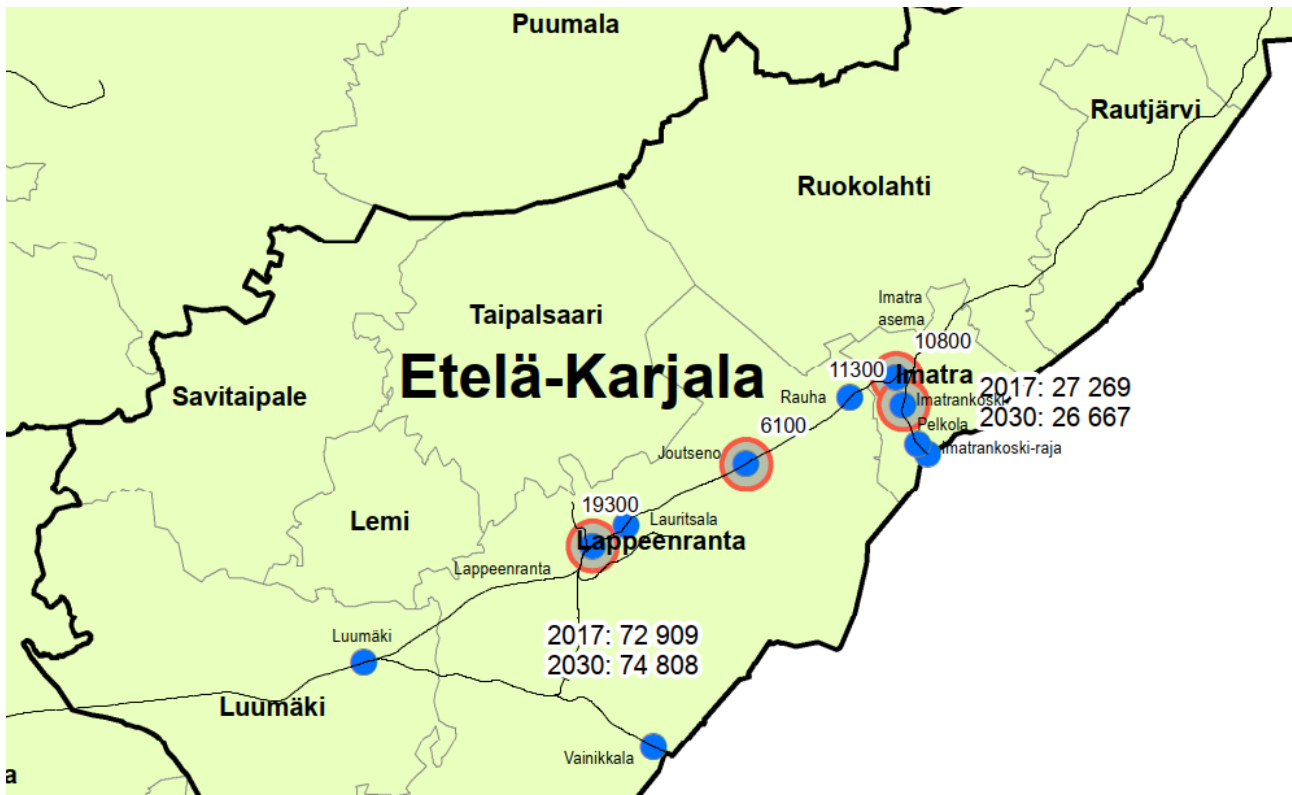 Puumala
Rautjärvi
Ruokolahti
Imatra
asema
Taipalsaari
10800
Etelä-Karjala
11300
Imatra
Savitaipale
Rauha
Imatrankoski
2017: 27 269
2030: 26 667
6100
Pelkola
Joutseno
Imatrankoski-raja
19300
Lemi
Lauritsala
Lappeenranta
Lappeenranta
Luumäki
2017: 72 909
2030: 74 808
Luumäki
Vainikkala
a